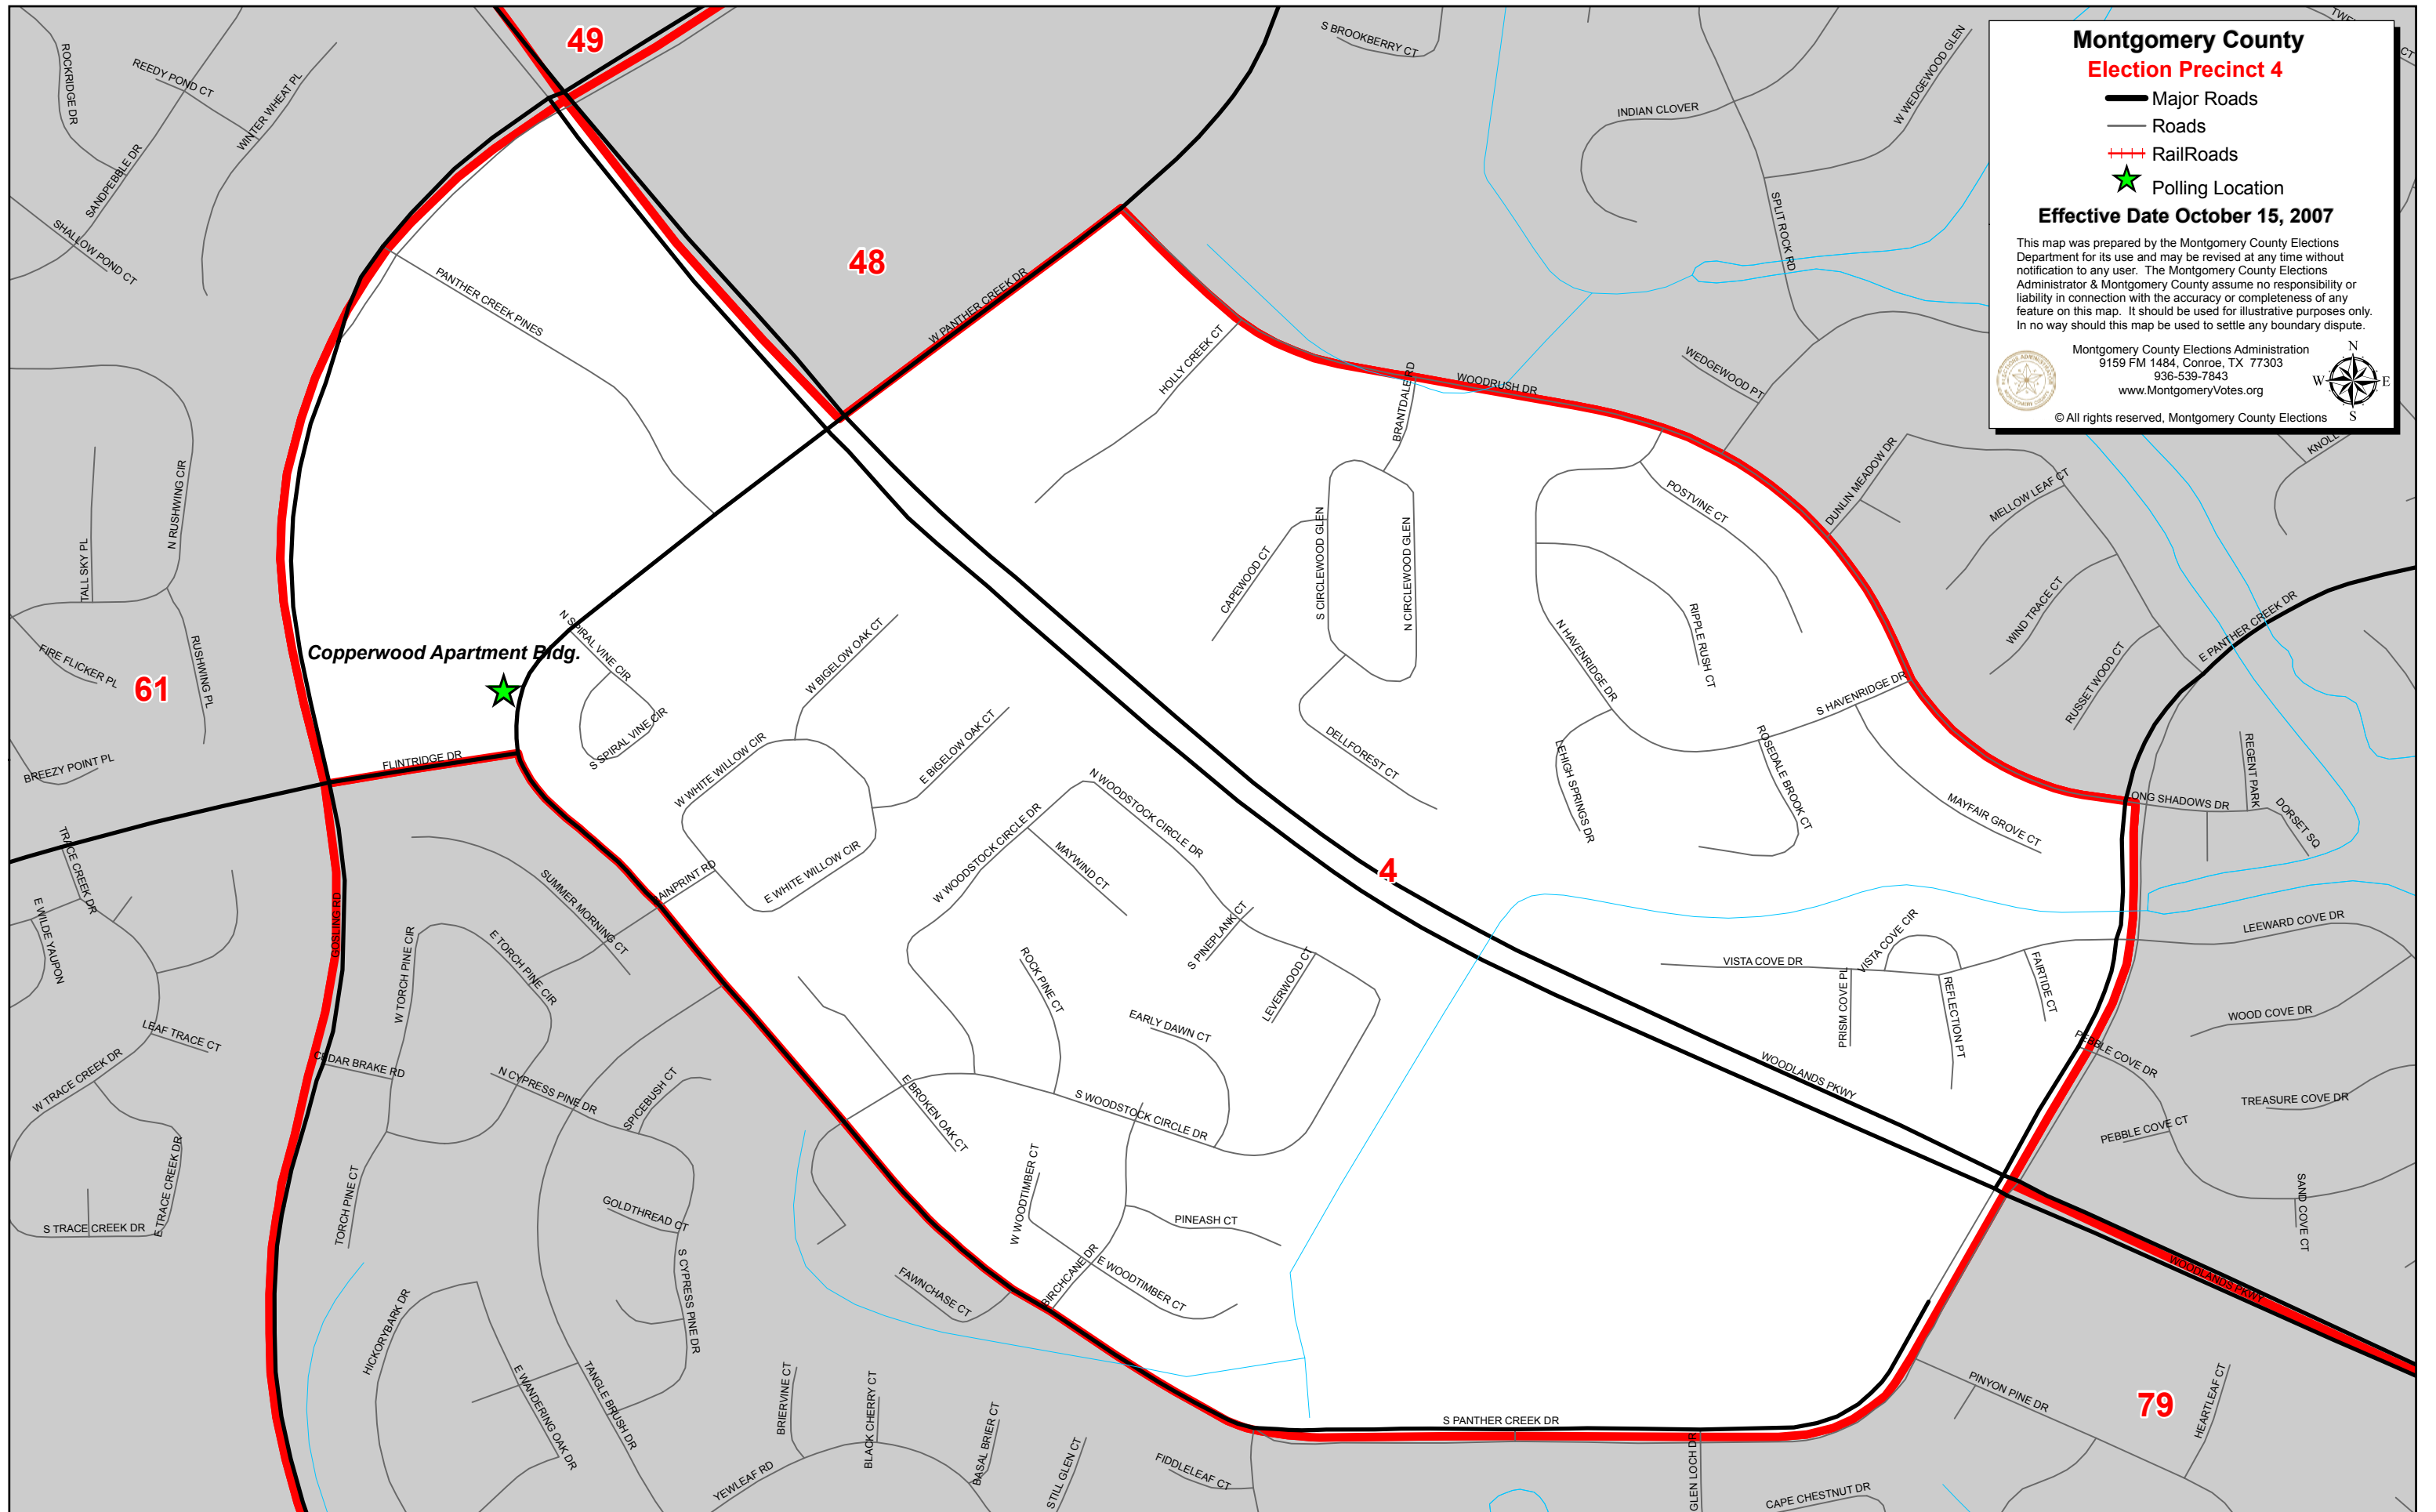 Montgomery County
Election Precinct 4
Major Roads
Roads
RailRoads
Polling Location
Effective Date October 15, 2007
This map was prepared by the Montgomery County Elections
Department for its use and may be revised at any time without
notification to any user. The Montgomery County Elections
Administrator & Montgomery County assume no responsibility or
liability in connection with the accuracy or completeness of any
feature on this map. It should be used for illustrative purposes only.
In no way should this map be used to settle any boundary dispute.
Montgomery County Elections Administration
9159 FM 1484, Conroe, TX 77303
936-539-7843
www.MontgomeryVotes.org
© All rights reserved, Montgomery County Elections
N
W
E
S
49
48
61
4
79
Copperwood Apartment Bldg.
ROCKRIDGE DR
REEDY POND CT
WINTER WHEAT PL
SANDPEBBLE DR
SHALLOW POND CT
PANTHER CREEK PINES
W PANTHER CREEK DR
S BROOKBERRY CT
INDIAN CLOVER
W WEDGEWOOD GLEN
SPLIT ROCK RD
WEDGEWOOD PT
HOLLY CREEK CT
BRANTDALE RD
WOODRUSH DR
CT
KNOLL
DUNLIN MEADOW DR
MELLOW LEAF CT
WIND TRACE CT
RUSSET WOOD CT
E PANTHER CREEK DR
N RUSHWING CIR
TALL SKY PL
RUSHWING PL
FIRE FLICKER PL
BREEZY POINT PL
FLINTRIDGE DR
N SPIRAL VINE CIR
S SPIRAL VINE CIR
W BIGELOW OAK CT
E BIGELOW OAK CT
W WHITE WILLOW CIR
E WHITE WILLOW CIR
CAPEWOOD CT
S CIRCLEWOOD GLEN
N CIRCLEWOOD GLEN
DELLFOREST CT
POSTVINE CT
RIPPLE RUSH CT
N HAVENRIDGE DR
S HAVENRIDGE DR
LEHIGH SPRINGS DR
ROSEDALE BROOK CT
MAYFAIR GROVE CT
REGENT PARK
DORSET SQ
ONG SHADOWS DR
TRACE CREEK DR
E WILDE YAUPON
LEAF TRACE CT
W TRACE CREEK DR
E TRACE CREEK DR
S TRACE CREEK DR
GOSLING RD
CEDAR BRAKE RD
W TORCH PINE CIR
E TORCH PINE CIR
TORCH PINE CT
SUMMER MORNING CT
AINPRINT RD
N CYPRESS PINE DR
SPICEBUSH CT
GOLDTHREAD CT
S CYPRESS PINE DR
HICKORYBARK DR
E WANDERING OAK DR
TANGLE BRUSH DR
BRIERVINE CT
BLACK CHERRY CT
BASAL BRIER CT
YEWLEAF RD
STILL GLEN CT
FIDDLELEAF CT
W WOODSTOCK CIRCLE DR
N WOODSTOCK CIRCLE DR
MAYWIND CT
S PINEPLANK CT
LEVERWOOD CT
ROCK PINE CT
EARLY DAWN CT
S WOODSTOCK CIRCLE DR
E BROKEN OAK CT
W WOODTIMBER CT
E WOODTIMBER CT
PINEASH CT
BIRCHCANE DR
FAWNCHASE CT
S PANTHER CREEK DR
GLEN LOCH DR
CAPE CHESTNUT DR
PINYON PINE DR
HEARTLEAF CT
WOODLANDS PKWY
WOODLANDS PKWY
VISTA COVE DR
VISTA COVE CIR
PRISM COVE PL
REFLECTION PT
FAIRTIDE CT
LEEWARD COVE DR
WOOD COVE DR
PEBBLE COVE DR
TREASURE COVE DR
PEBBLE COVE CT
SAND COVE CT